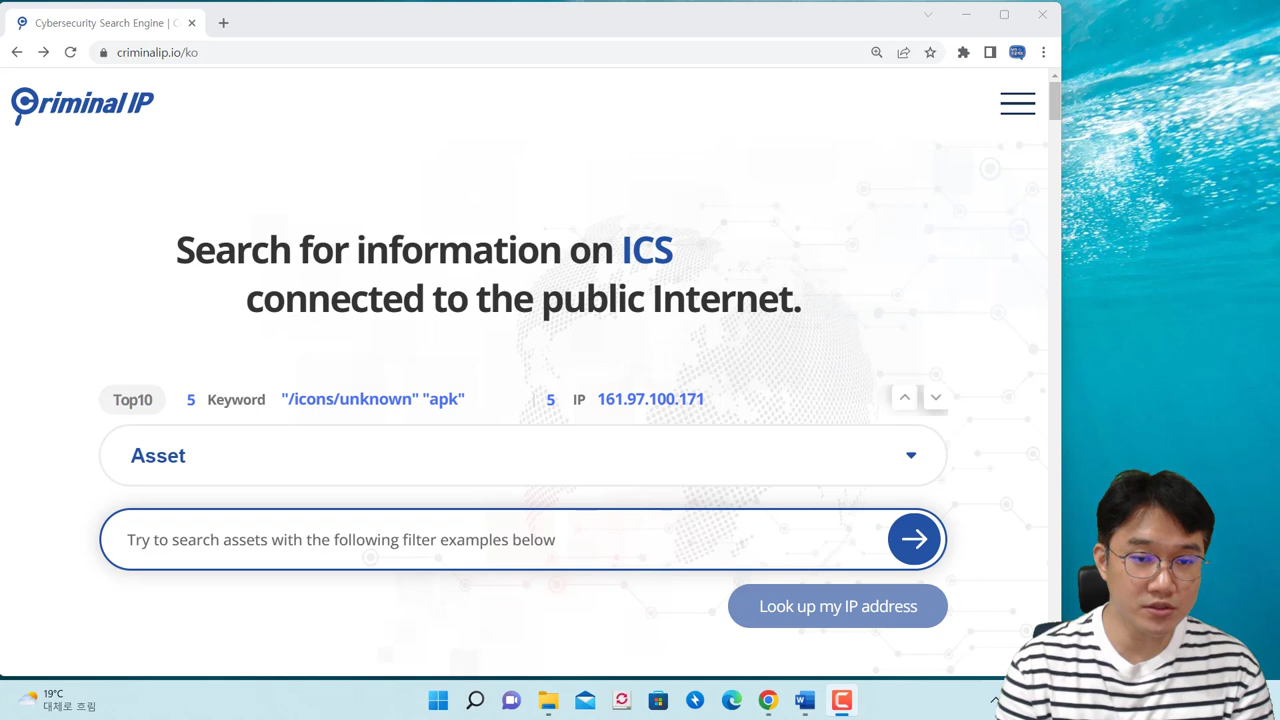 Cybersecurity Search Engine | C
criminalip.io/ko
Criminal IP
Search for information on ICS
connected to the public Internet.
Top10 5 Keyword "/icons/unknown" "apk" 5 IP 161.97.100.171
Asset
Try to search assets with the following filter examples below
Look up my IP address
19°C
대체로 흐림